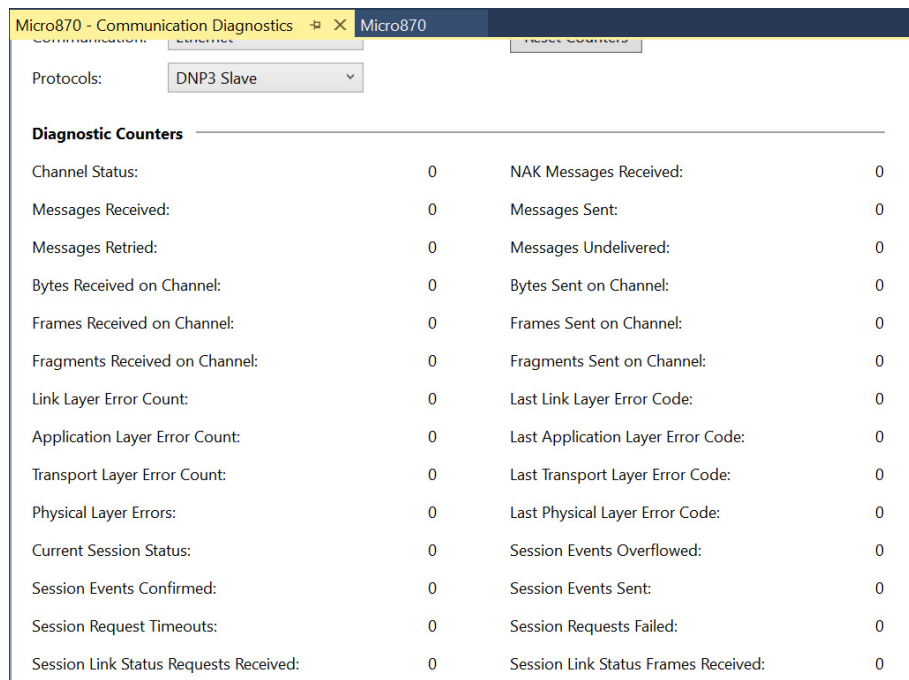 Micro870 - Communication Diagnostics Micro870
Communication: Ethernet Reset Counters
Protocols: DNP3 Slave
Diagnostic Counters
Channel Status: 0 NAK Messages Received: 0
Messages Received: 0 Messages Sent: 0
Messages Retried: 0 Messages Undelivered: 0
Bytes Received on Channel: 0 Bytes Sent on Channel: 0
Frames Received on Channel: 0 Frames Sent on Channel: 0
Fragments Received on Channel: 0 Fragments Sent on Channel: 0
Link Layer Error Count: 0 Last Link Layer Error Code: 0
Application Layer Error Count: 0 Last Application Layer Error Code: 0
Transport Layer Error Count: 0 Last Transport Layer Error Code: 0
Physical Layer Errors: 0 Last Physical Layer Error Code: 0
Current Session Status: 0 Session Events Overflowed: 0
Session Events Confirmed: 0 Session Events Sent: 0
Session Request Timeouts: 0 Session Requests Failed: 0
Session Link Status Requests Received: 0 Session Link Status Frames Received: 0